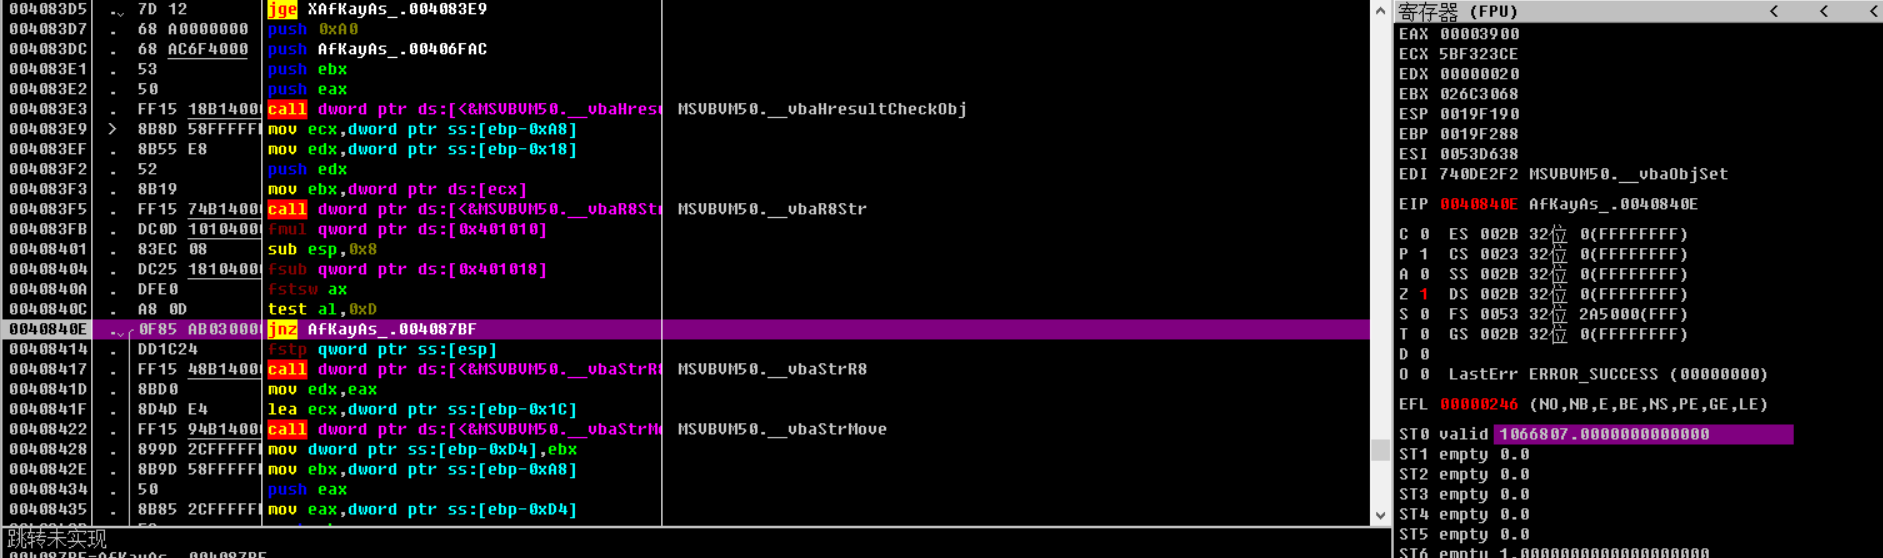 004083D5 . 7D 12 jge XAfKayAs_.004083E9
004083D7 . 68 A0000000 push 0xA0
004083DC . 68 AC6F4000 push AfKayAs_.00406FAC
004083E1 . 53 push ebx
004083E2 . 50 push eax
004083E3 . FF15 18B1400 call dword ptr ds:[<&MSVBVM50.__vbaHresu MSVBVM50.__vbaHresultCheckObj
004083E9 > 8B8D 58FFFFF mov ecx,dword ptr ss:[ebp-0xA8]
004083EF . 8B55 E8 mov edx,dword ptr ss:[ebp-0x18]
004083F2 . 52 push edx
004083F3 . 8B19 mov ebx,dword ptr ds:[ecx]
004083F5 . FF15 74B1400 call dword ptr ds:[<&MSVBVM50.__vbaR8Str MSVBVM50.__vbaR8Str
004083FB . DC0D 1010400 fmul qword ptr ds:[0x401010]
00408401 . 83EC 08 sub esp,0x8
00408404 . DC25 1810400 fsub qword ptr ds:[0x401018]
0040840A . DFE0 fstsw ax
0040840C . A8 0D test al,0xD
0040840E . 0F85 AB03000 jnz AfKayAs_.004087BF
00408414 . DD1C24 fstp qword ptr ss:[esp]
00408417 . FF15 48B1400 call dword ptr ds:[<&MSVBVM50.__vbaStrR8 MSVBVM50.__vbaStrR8
0040841D . 8BD0 mov edx,eax
0040841F . 8D4D E4 lea ecx,dword ptr ss:[ebp-0x1C]
00408422 . FF15 94B1400 call dword ptr ds:[<&MSVBVM50.__vbaStrMo MSVBVM50.__vbaStrMove
00408428 . 899D 2CFFFFF mov dword ptr ss:[ebp-0xD4],ebx
0040842E . 8B9D 58FFFFF mov ebx,dword ptr ss:[ebp-0xA8]
00408434 . 50 push eax
00408435 . 8B85 2CFFFFF mov eax,dword ptr ss:[ebp-0xD4]
跳转未实现
004087BF=AfKayAs_.004087BF
寄存器 (FPU) < < <
EAX 00003900
ECX 5BF323CE
EDX 00000020
EBX 026C3068
ESP 0019F190
EBP 0019F288
ESI 0053D638
EDI 740DE2F2 MSVBVM50.__vbaObjSet
EIP 0040840E AfKayAs_.0040840E
C 0 ES 002B 32位 0(FFFFFFFF)
P 1 CS 0023 32位 0(FFFFFFFF)
A 0 SS 002B 32位 0(FFFFFFFF)
Z 1 DS 002B 32位 0(FFFFFFFF)
S 0 FS 0053 32位 2A5000(FFF)
T 0 GS 002B 32位 0(FFFFFFFF)
D 0
O 0 LastErr ERROR_SUCCESS (00000000)
EFL 00000246 (NO,NB,E,BE,NS,PE,GE,LE)
ST0 valid 1066807.0000000000000
ST1 empty 0.0
ST2 empty 0.0
ST3 empty 0.0
ST4 empty 0.0
ST5 empty 0.0
ST6 empty 1.0000000000000000000